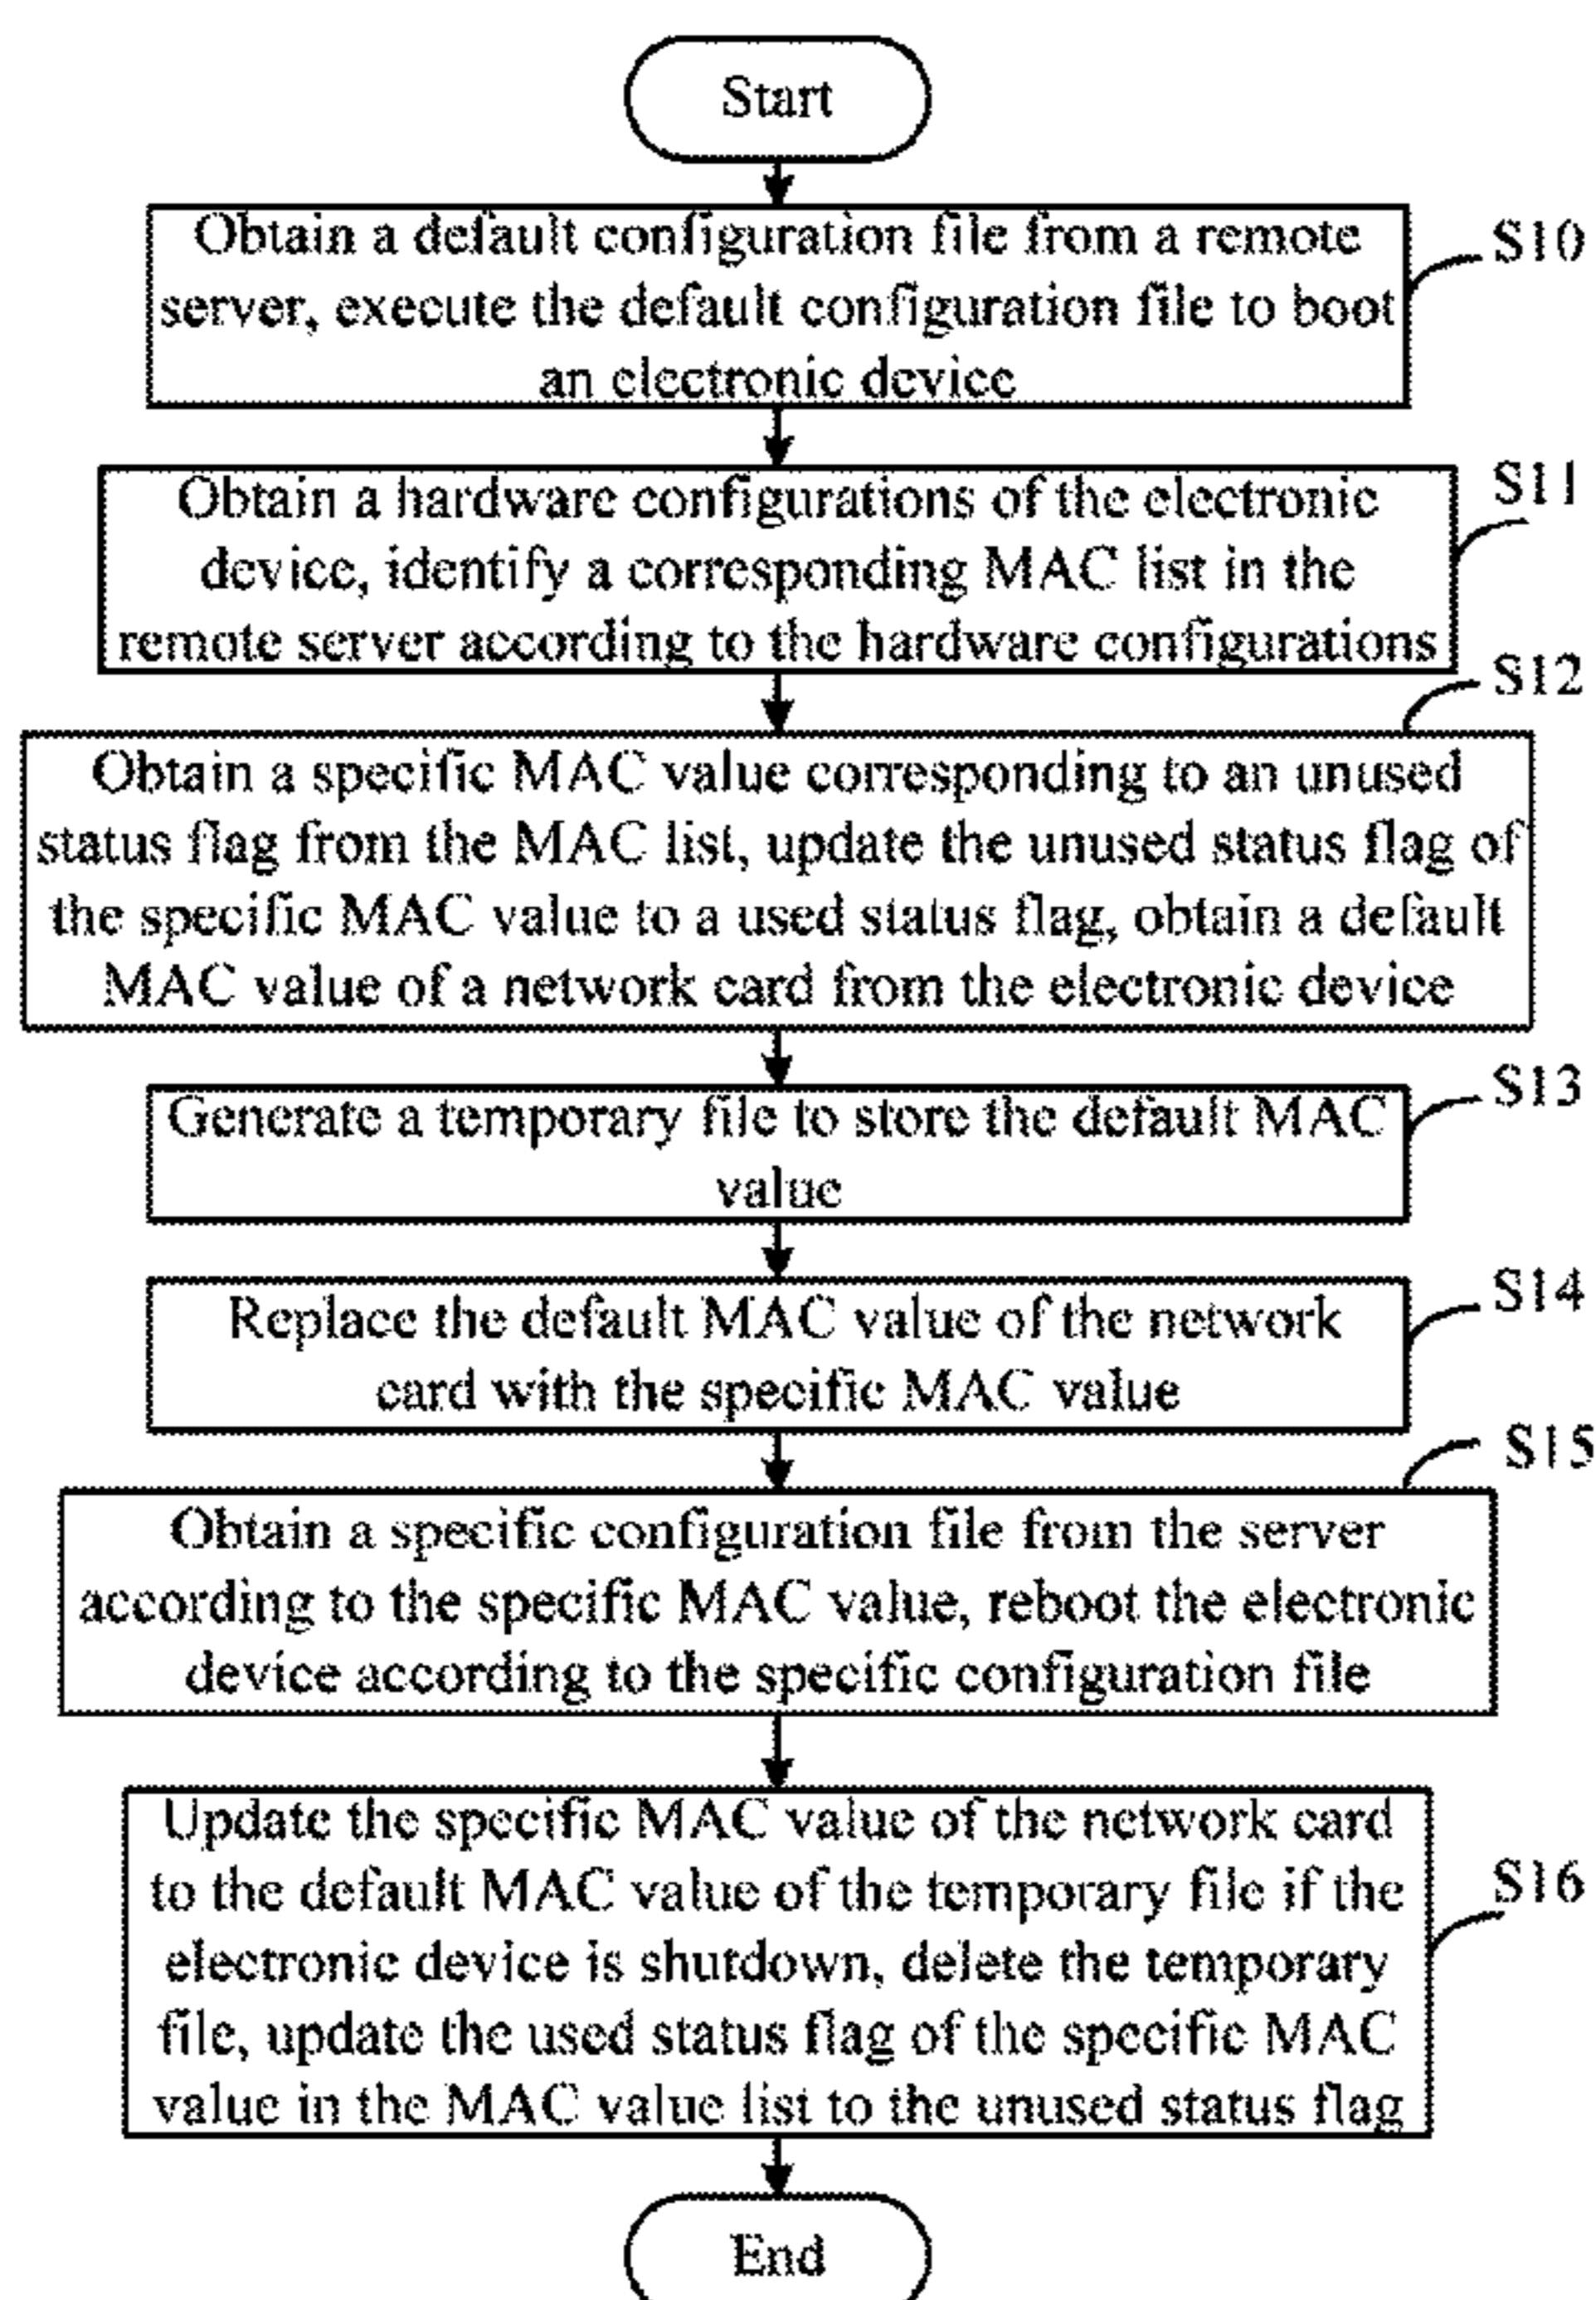 Start
Obtain a default configuration file from a remote
server, execute the default configuration file to boot
an electronic device
S10
Obtain a hardware configurations of the electronic
device, identify a corresponding MAC list in the
remote server according to the hardware configurations
S11
Obtain a specific MAC value corresponding to an unused
status flag from the MAC list, update the unused status flag of
the specific MAC value to a used status flag, obtain a default
MAC value of a network card from the electronic device
S12
Generate a temporary file to store the default MAC
value
S13
Replace the default MAC value of the network
card with the specific MAC value
S14
Obtain a specific configuration file from the server
according to the specific MAC value, reboot the electronic
device according to the specific configuration file
S15
Update the specific MAC value of the network card
to the default MAC value of the temporary file if the
electronic device is shutdown, delete the temporary
file, update the used status flag of the specific MAC
value in the MAC value list to the unused status flag
S16
End